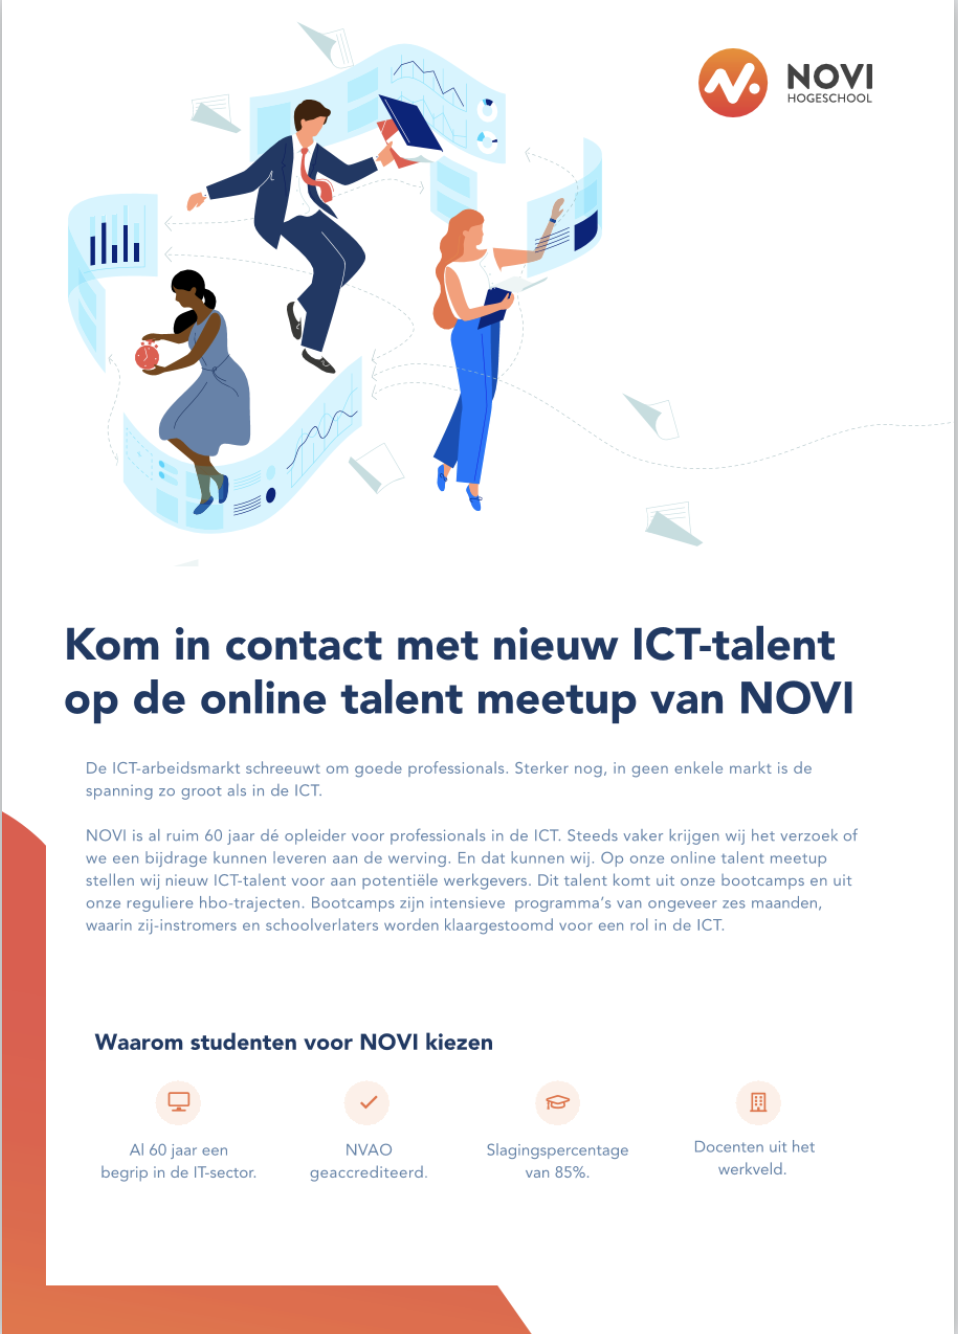 NOVI
HOGESCHOOL
Kom in contact met nieuw ICT-talent
op de online talent meetup van NOVI
De ICT-arbeidsmarkt schreeuwt om goede professionals. Sterker nog, in geen enkele markt is de
spanning zo groot als in de ICT.
NOVI is al ruim 60 jaar dé opleider voor professionals in de ICT. Steeds vaker krijgen wij het verzoek of
we een bijdrage kunnen leveren aan de werving. En dat kunnen wij. Op onze online talent meetup
stellen wij nieuw ICT-talent voor aan potentiële werkgevers. Dit talent komt uit onze bootcamps en uit
onze reguliere hbo-trajecten. Bootcamps zijn intensieve programma's van ongeveer zes maanden,
waarin zij-instromers en schoolverlaters worden klaargestoomd voor een rol in de ICT.
Waarom studenten voor NOVI kiezen
Al 60 jaar een
begrip in de IT-sector.
NVAO
geaccrediteerd.
Slagingspercentage
van 85%.
Docenten uit het
werkveld.